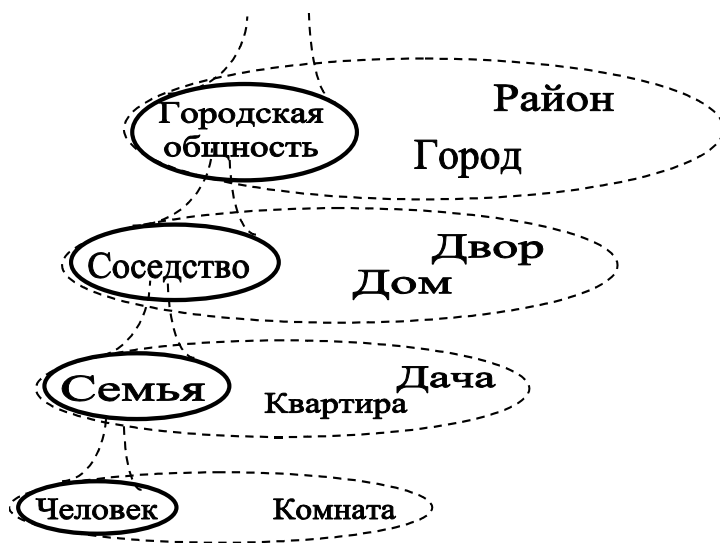 Городская
общность
Район
Город
Соседство
Двор
Дом
Семья
Дача
Квартира
Человек
Комната